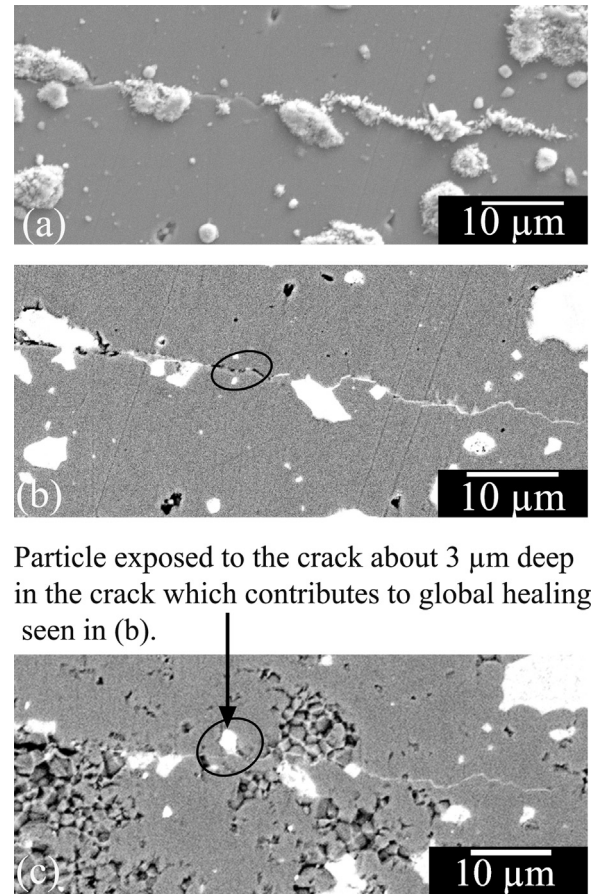 (a)
10 µm
(b)
10 µm
Particle exposed to the crack about 3 µm deep
in the crack which contributes to global healing
seen in (b).
(c)
10 µm